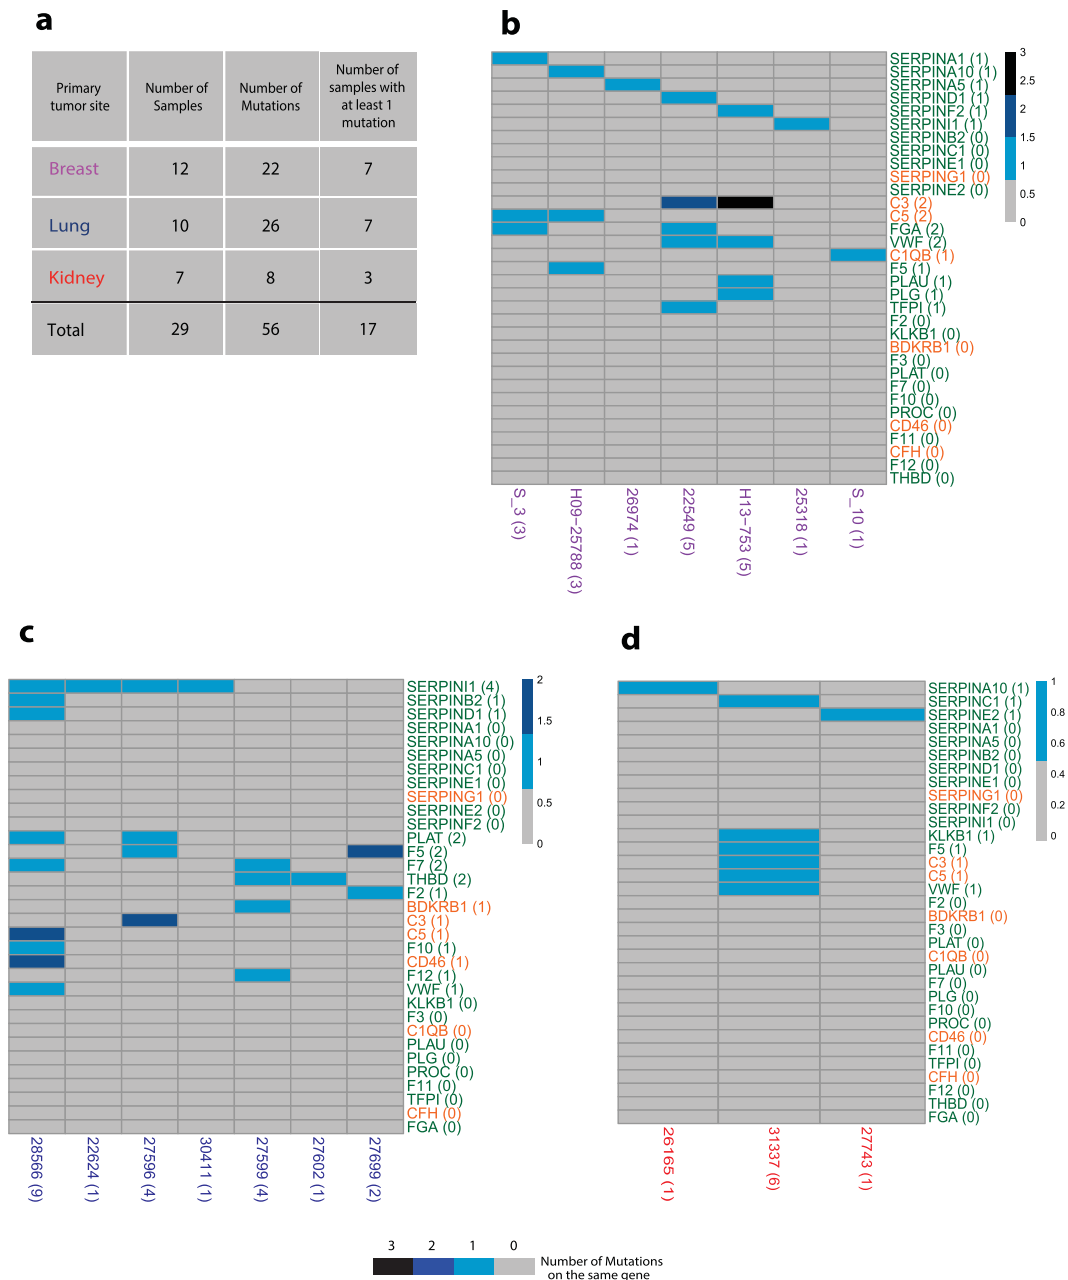 a
Primary
tumor site
Number of
Samples
Number of
Mutations
Number of
samples with
at least 1
mutation
Breast 12 22 7
Lung 10 26 7
Kidney 7 8 3
Total 29 56 17
b
SERPINA1 (1)
SERPINA10 (1)
SERPINA5 (1)
SERPIND1 (1)
SERPINF2 (1)
SERPINI1 (1)
SERPINB2 (0)
SERPINC1 (0)
SERPINE1 (0)
SERPING1 (0)
SERPINE2 (0)
C3 (2)
C5 (2)
FGA (2)
VWF (2)
C1QB (1)
F5 (1)
PLAU (1)
PLG (1)
TFPI (1)
F2 (0)
KLKB1 (0)
BDKRB1 (0)
F3 (0)
PLAT (0)
F7 (0)
F10 (0)
PROC (0)
CD46 (0)
F11 (0)
CFH (0)
F12 (0)
THBD (0)
3
2.5
2
1.5
1
0.5
0
S_3 (3)
H09−25788 (3)
26974 (1)
22549 (5)
H13−753 (5)
25318 (1)
S_10 (1)
c
SERPINI1 (4)
SERPINB2 (1)
SERPIND1 (1)
SERPINA1 (0)
SERPINA10 (0)
SERPINA5 (0)
SERPINC1 (0)
SERPINE1 (0)
SERPING1 (0)
SERPINE2 (0)
SERPINF2 (0)
PLAT (2)
F5 (2)
F7 (2)
THBD (2)
F2 (1)
BDKRB1 (1)
C3 (1)
C5 (1)
F10 (1)
CD46 (1)
F12 (1)
VWF (1)
KLKB1 (0)
F3 (0)
C1QB (0)
PLAU (0)
PLG (0)
PROC (0)
F11 (0)
TFPI (0)
CFH (0)
FGA (0)
2
1.5
1
0.5
0
28566 (9)
22624 (1)
27596 (4)
30411 (1)
27599 (4)
27602 (1)
27699 (2)
d
SERPINA10 (1)
SERPINC1 (1)
SERPINE2 (1)
SERPINA1 (0)
SERPINA5 (0)
SERPINB2 (0)
SERPIND1 (0)
SERPINE1 (0)
SERPING1 (0)
SERPINF2 (0)
SERPINI1 (0)
KLKB1 (1)
F5 (1)
C3 (1)
C5 (1)
VWF (1)
F2 (0)
BDKRB1 (0)
F3 (0)
PLAT (0)
C1QB (0)
PLAU (0)
F7 (0)
PLG (0)
F10 (0)
PROC (0)
CD46 (0)
F11 (0)
TFPI (0)
CFH (0)
F12 (0)
THBD (0)
FGA (0)
1
0.8
0.6
0.4
0.2
0
26165 (1)
31337 (6)
27743 (1)
3 2 1 0
Number of Mutations
on the same gene